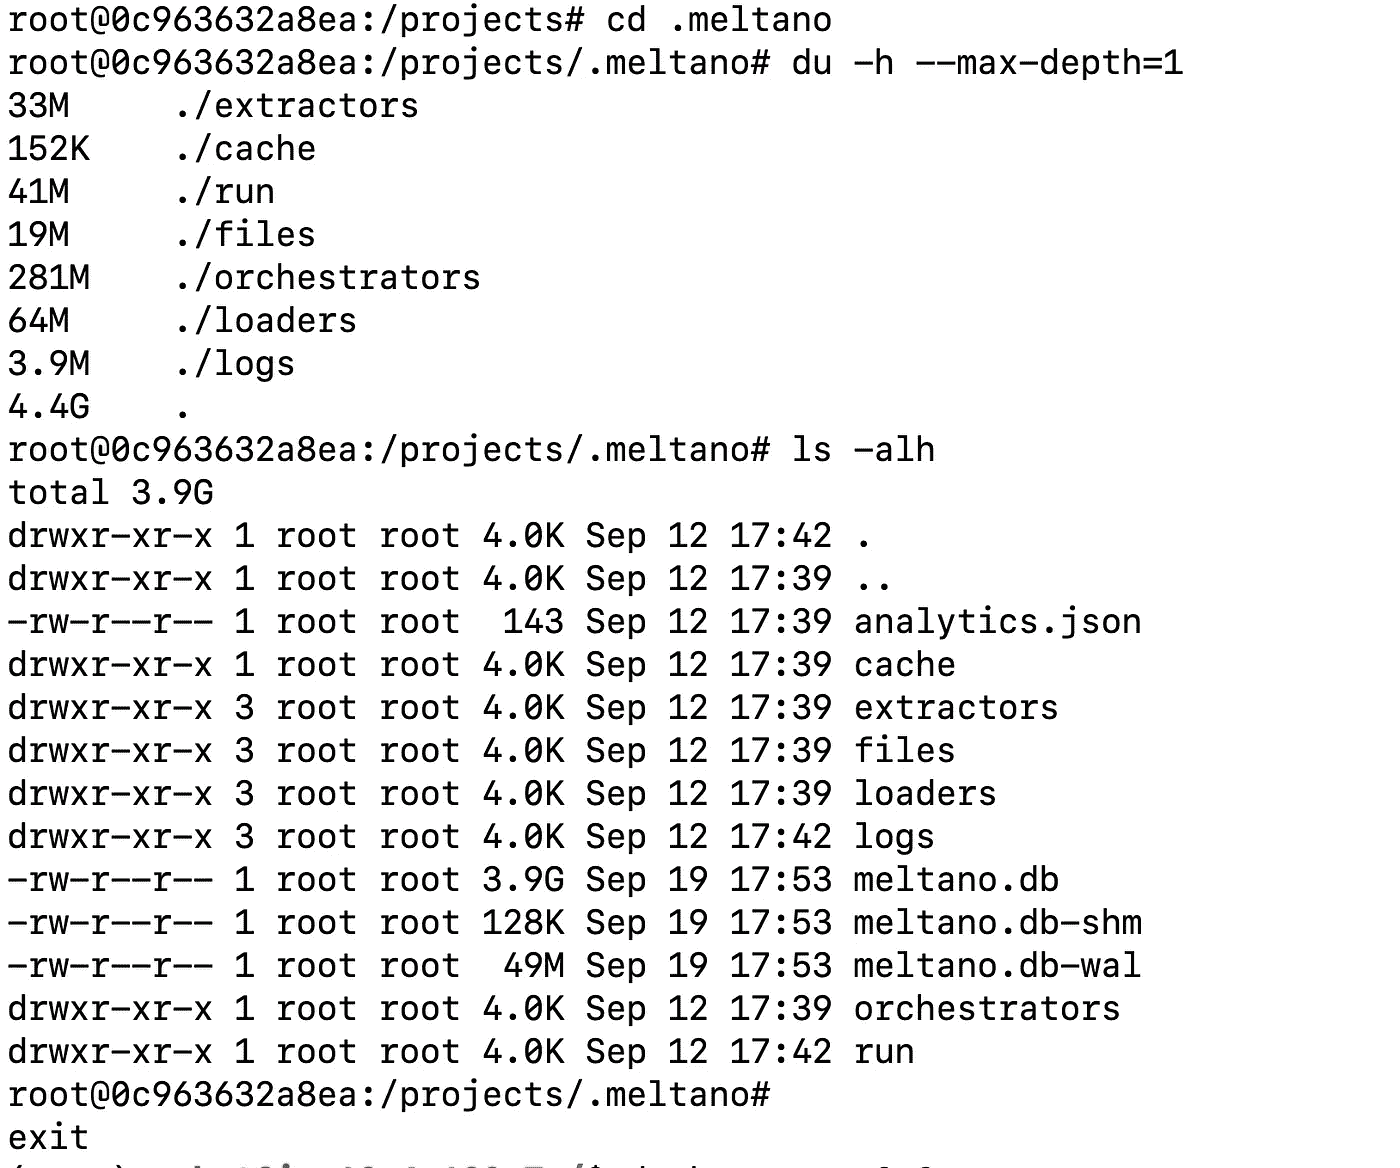 root@0c963632a8ea:/projects# cd .meltano
root@0c963632a8ea:/projects/.meltano# du -h --max-depth=1
33M     ./extractors
152K    ./cache
41M     ./run
19M     ./files
281M    ./orchestrators
64M     ./loaders
3.9M    ./logs
4.4G    .
root@0c963632a8ea:/projects/.meltano# ls -alh
total 3.9G
drwxr-xr-x 1 root root 4.0K Sep 12 17:42 .
drwxr-xr-x 1 root root 4.0K Sep 12 17:39 ..
-rw-r--r-- 1 root root  143 Sep 12 17:39 analytics.json
drwxr-xr-x 1 root root 4.0K Sep 12 17:39 cache
drwxr-xr-x 3 root root 4.0K Sep 12 17:39 extractors
drwxr-xr-x 3 root root 4.0K Sep 12 17:39 files
drwxr-xr-x 3 root root 4.0K Sep 12 17:39 loaders
drwxr-xr-x 3 root root 4.0K Sep 12 17:42 logs
-rw-r--r-- 1 root root 3.9G Sep 19 17:53 meltano.db
-rw-r--r-- 1 root root 128K Sep 19 17:53 meltano.db-shm
-rw-r--r-- 1 root root  49M Sep 19 17:53 meltano.db-wal
drwxr-xr-x 1 root root 4.0K Sep 12 17:39 orchestrators
drwxr-xr-x 1 root root 4.0K Sep 12 17:42 run
root@0c963632a8ea:/projects/.meltano#
exit